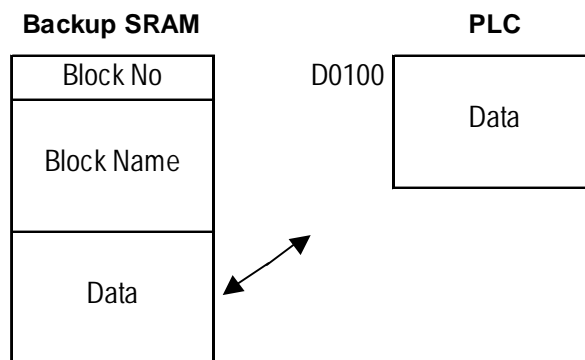 Backup SRAM
PLC
Block No
D0100
Data
Block Name
Data